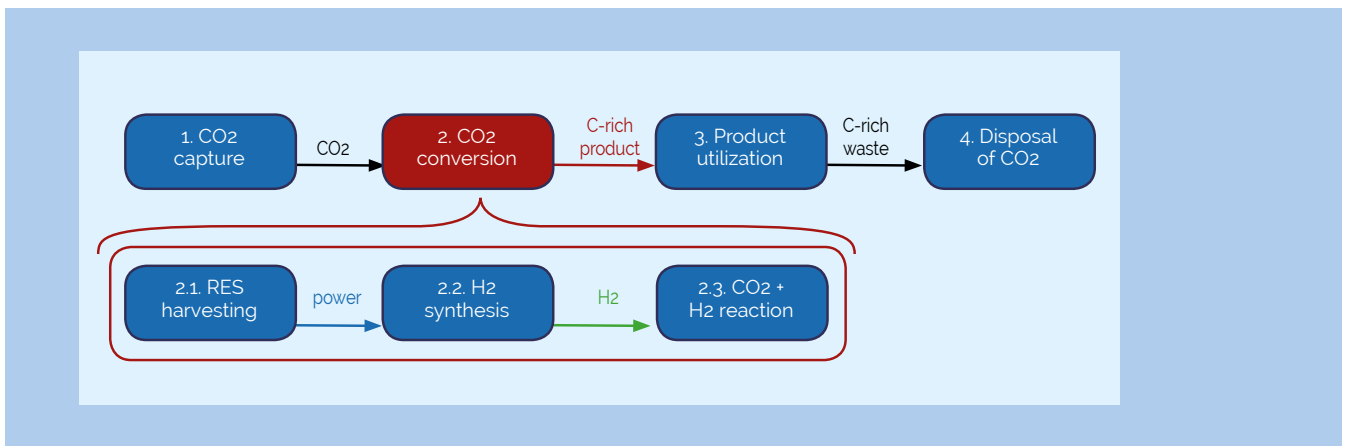 1. CO2
capture
CO2
2. CO2
conversion
C-rich
product
3. Product
utilization
C-rich
waste
4. Disposal
of CO2
2.1. RES
harvesting
power
2.2. H2
synthesis
H2
2.3. CO2 +
H2 reaction